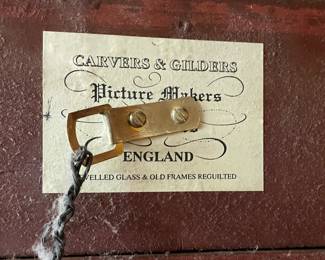 CARVERS & GILDERS
Picture Makers
ENGLAND
VELLED GLASS & OLD FRAMES REGUILTED